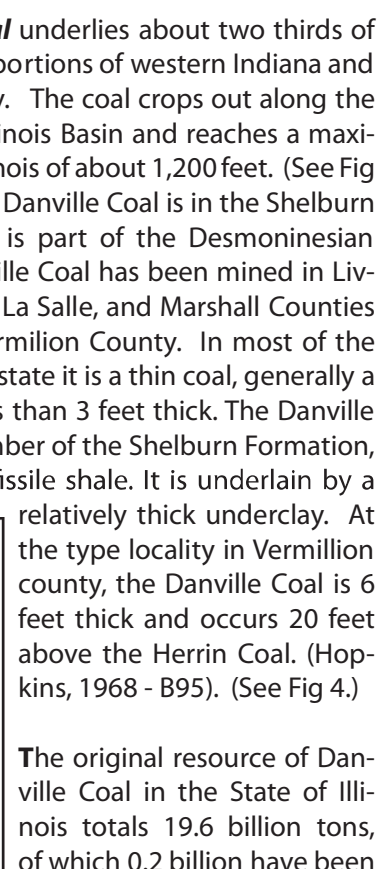 underlies about two thirds of
portions of western Indiana and
The coal crops out along the
inois Basin and reaches a maxi-
nois of about 1,200 feet. (See Fig
Danville Coal is in the Shelburn
is part of the Desmoninesian
ille Coal has been mined in Liv-
La Salle, and Marshall Counties
rmilion County. In most of the
state it is a thin coal, generally a
s than 3 feet thick. The Danville
ber of the Shelburn Formation,
issile shale. It is underlain by a
relatively thick underclay. At
the type locality in Vermillion
county, the Danville Coal is 6
feet thick and occurs 20 feet
above the Herrin Coal. (Hop-
kins, 1968 - B95). (See Fig 4.)
The original resource of Dan-
ville Coal in the State of Illi-
nois totals 19.6 billion tons,
of which 0.2 billion have been